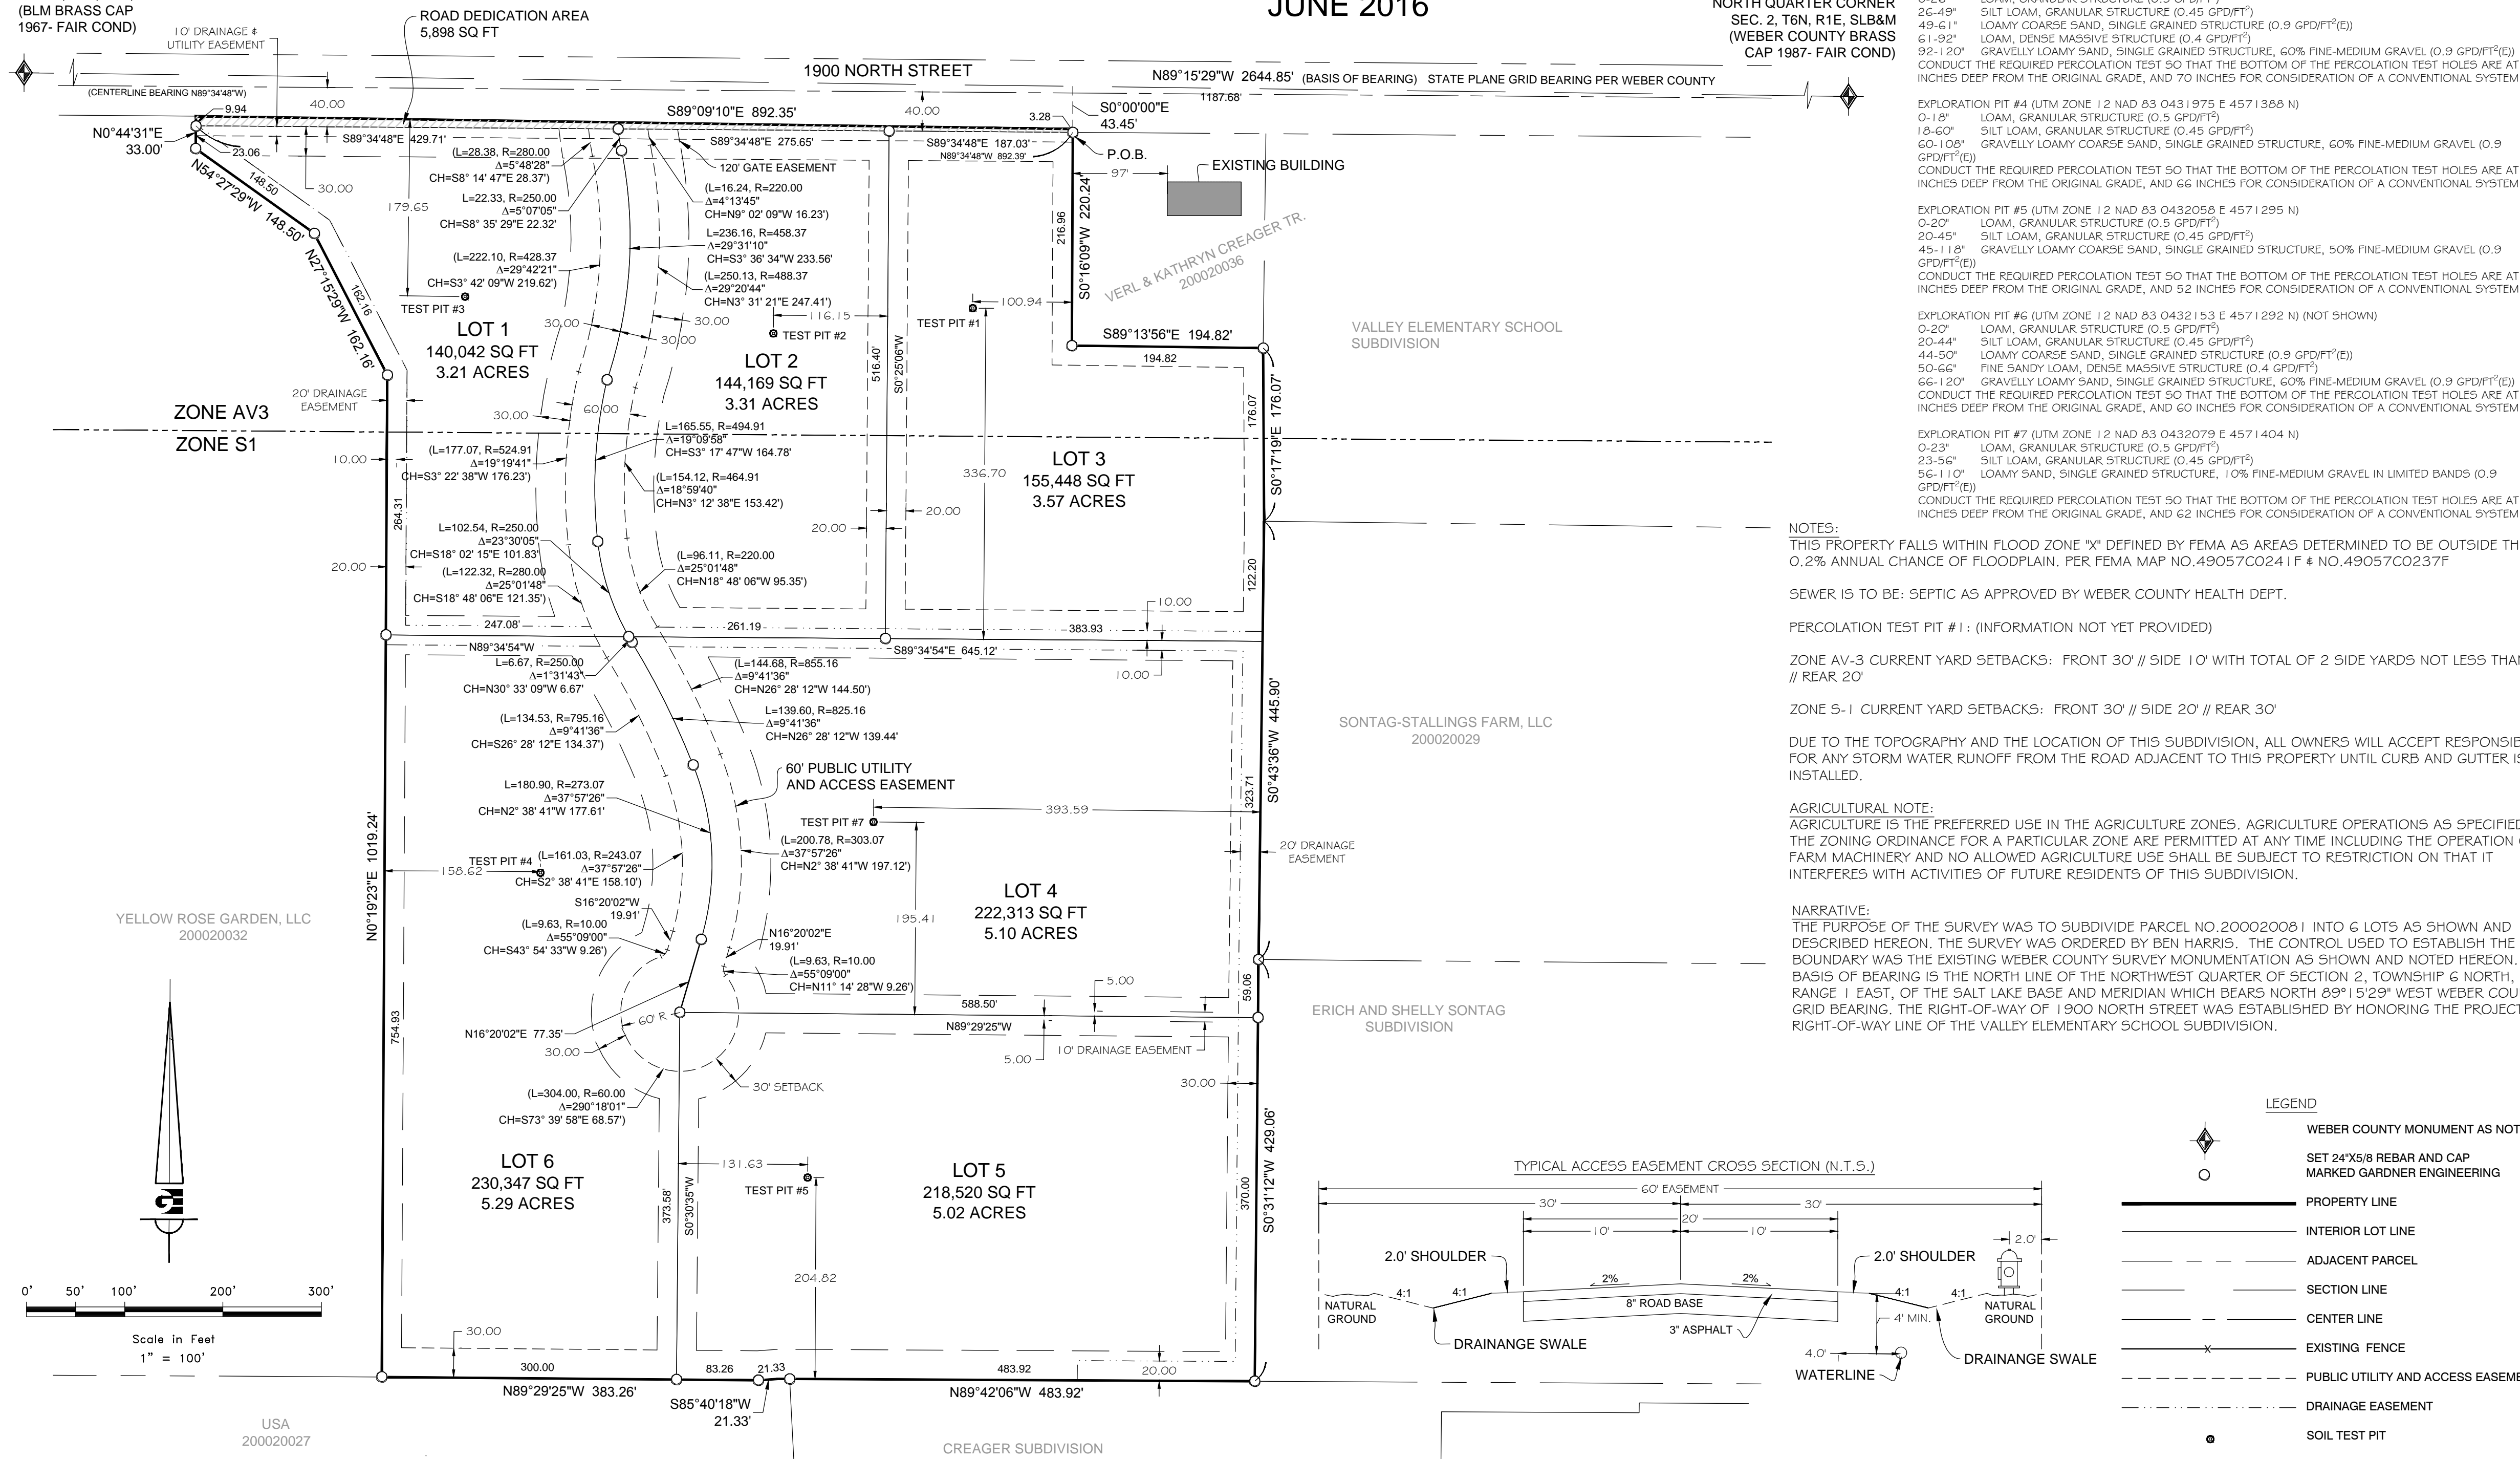 (BLM BRASS CAP
1967- FAIR COND)
10' DRAINAGE &
UTILITY EASEMENT
ROAD DEDICATION AREA
5,898 SQ FT
JUNE 2016
NORTH QUARTER CORNER
SEC. 2, T6N, R1E, SLB&M
(WEBER COUNTY BRASS
CAP 1987- FAIR COND)
1900 NORTH STREET
N89°15'29"W 2644.85' (BASIS OF BEARING) STATE PLANE GRID BEARING PER WEBER COUNTY
1187.68'
(CENTERLINE BEARING N89°34'48"W)
9.94
40.00
S89°09'10"E 892.35'
40.00
3.28
S0°00'00"E
43.45'
N0°44'31"E
33.00'
23.06
S89°34'48"E 429.71'
S89°34'48"E 275.65'
S89°34'48"E 187.03'
N89°34'48"W 892.39'
P.O.B.
EXISTING BUILDING
97'
N54°27'29"W 148.50'
148.50
30.00
179.65
N27°15'29"W 162.16'
162.16
(L=28.38, R=280.00
Δ=5°48'28"
CH=S8° 14' 47"E 28.37')
L=22.33, R=250.00
Δ=5°07'05"
CH=S8° 35' 29"E 22.32'
(L=222.10, R=428.37
Δ=29°42'21"
CH=S3° 42' 09"W 219.62')
120' GATE EASEMENT
(L=16.24, R=220.00
Δ=4°13'45"
CH=N9° 02' 09"W 16.23')
L=236.16, R=458.37
Δ=29°31'10"
CH=S3° 36' 34"W 233.56'
(L=250.13, R=488.37
Δ=29°20'44"
CH=N3° 31' 21"E 247.41')
216.96
S0°16'09"W 220.24'
VERL & KATHRYN CREAGER TR.
200020036
TEST PIT #3
LOT 1
140,042 SQ FT
3.21 ACRES
30.00
30.00
30.00
116.15
TEST PIT #2
LOT 2
144,169 SQ FT
3.31 ACRES
516.40'
S0°25'06"W
100.94
TEST PIT #1
S89°13'56"E 194.82'
194.82
VALLEY ELEMENTARY SCHOOL
SUBDIVISION
20' DRAINAGE
EASEMENT
30.00
60.00
ZONE AV3
ZONE S1
10.00
264.31
20.00
(L=177.07, R=524.91
Δ=19°19'41"
CH=S3° 22' 38"W 176.23')
L=165.55, R=494.91
Δ=19°09'58"
CH=S3° 17' 47"W 164.78'
(L=154.12, R=464.91
Δ=18°59'40"
CH=N3° 12' 38"E 153.42')
336.70
LOT 3
155,448 SQ FT
3.57 ACRES
176.07
S0°17'19"E 176.07'
20.00
20.00
L=102.54, R=250.00
Δ=23°30'05"
CH=S18° 02' 15"E 101.83'
(L=122.32, R=280.00
Δ=25°01'48"
CH=S18° 48' 06"E 121.35')
(L=96.11, R=220.00
Δ=25°01'48"
CH=N18° 48' 06"W 95.35')
122.20
10.00
247.08'
261.19
383.93
N89°34'54"W
S89°34'54"E 645.12'
10.00
L=6.67, R=250.00
Δ=1°31'43"
CH=N30° 33' 09"W 6.67'
(L=144.68, R=855.16
Δ=9°41'36"
CH=N26° 28' 12"W 144.50')
(L=134.53, R=795.16
Δ=9°41'36"
CH=S26° 28' 12"E 134.37')
L=139.60, R=825.16
Δ=9°41'36"
CH=N26° 28' 12"W 139.44'
S0°43'36"W 445.90'
SONTAG-STALLINGS FARM, LLC
200020029
60' PUBLIC UTILITY
AND ACCESS EASEMENT
L=180.90, R=273.07
Δ=37°57'26"
CH=N2° 38' 41"W 177.61'
323.71
393.59
TEST PIT #7
(L=200.78, R=303.07
Δ=37°57'26"
CH=N2° 38' 41"W 197.12')
20' DRAINAGE
EASEMENT
N0°19'23"E 1019.24'
TEST PIT #4
158.62
(L=161.03, R=243.07
Δ=37°57'26"
CH=S2° 38' 41"E 158.10')
S16°20'02"W
19.91'
(L=9.63, R=10.00
Δ=55°09'00"
CH=S43° 54' 33"W 9.26')
195.41
LOT 4
222,313 SQ FT
5.10 ACRES
YELLOW ROSE GARDEN, LLC
200020032
N16°20'02"E
19.91'
(L=9.63, R=10.00
Δ=55°09'00"
CH=N11° 14' 28"W 9.26')
5.00
588.50'
59.06
60' R
ERICH AND SHELLY SONTAG
SUBDIVISION
N16°20'02"E 77.35'
N89°29'25"W
754.93
30.00
5.00
10' DRAINAGE EASEMENT
30' SETBACK
30.00
(L=304.00, R=60.00
Δ=290°18'01"
CH=S73° 39' 58"E 68.57')
LOT 6
230,347 SQ FT
5.29 ACRES
373.58'
S0°30'35"W
131.63
TEST PIT #5
LOT 5
218,520 SQ FT
5.02 ACRES
370.00
S0°31'12"W 429.06'
204.82
30.00
20.00
300.00
83.26
21.33
483.92
N89°29'25"W 383.26'
N89°42'06"W 483.92'
S85°40'18"W
21.33'
G
0' 50' 100' 200' 300'
Scale in Feet
1" = 100'
USA
200020027
CREAGER SUBDIVISION
26-49" SILT LOAM, GRANULAR STRUCTURE (0.45 GPD/FT²)
49-61" LOAMY COARSE SAND, SINGLE GRAINED STRUCTURE (0.9 GPD/FT²(E))
61-92" LOAM, DENSE MASSIVE STRUCTURE (0.4 GPD/FT²)
92-120" GRAVELLY LOAMY SAND, SINGLE GRAINED STRUCTURE, 60% FINE-MEDIUM GRAVEL (0.9 GPD/FT²(E))
CONDUCT THE REQUIRED PERCOLATION TEST SO THAT THE BOTTOM OF THE PERCOLATION TEST HOLES ARE AT
INCHES DEEP FROM THE ORIGINAL GRADE, AND 70 INCHES FOR CONSIDERATION OF A CONVENTIONAL SYSTEM
EXPLORATION PIT #4 (UTM ZONE 12 NAD 83 0431975 E 4571388 N)
0-18" LOAM, GRANULAR STRUCTURE (0.5 GPD/FT²)
18-60" SILT LOAM, GRANULAR STRUCTURE (0.45 GPD/FT²)
60-108" GRAVELLY LOAMY COARSE SAND, SINGLE GRAINED STRUCTURE, 60% FINE-MEDIUM GRAVEL (0.9
GPD/FT²(E))
CONDUCT THE REQUIRED PERCOLATION TEST SO THAT THE BOTTOM OF THE PERCOLATION TEST HOLES ARE AT
INCHES DEEP FROM THE ORIGINAL GRADE, AND 66 INCHES FOR CONSIDERATION OF A CONVENTIONAL SYSTEM
EXPLORATION PIT #5 (UTM ZONE 12 NAD 83 0432058 E 4571295 N)
0-20" LOAM, GRANULAR STRUCTURE (0.5 GPD/FT²)
20-45" SILT LOAM, GRANULAR STRUCTURE (0.45 GPD/FT²)
45-118" GRAVELLY LOAMY COARSE SAND, SINGLE GRAINED STRUCTURE, 50% FINE-MEDIUM GRAVEL (0.9
GPD/FT²(E))
CONDUCT THE REQUIRED PERCOLATION TEST SO THAT THE BOTTOM OF THE PERCOLATION TEST HOLES ARE AT
INCHES DEEP FROM THE ORIGINAL GRADE, AND 52 INCHES FOR CONSIDERATION OF A CONVENTIONAL SYSTEM
EXPLORATION PIT #6 (UTM ZONE 12 NAD 83 0432153 E 4571292 N) (NOT SHOWN)
0-20" LOAM, GRANULAR STRUCTURE (0.5 GPD/FT²)
20-44" SILT LOAM, GRANULAR STRUCTURE (0.45 GPD/FT²)
44-50" LOAMY COARSE SAND, SINGLE GRAINED STRUCTURE (0.9 GPD/FT²(E))
50-66" FINE SANDY LOAM, DENSE MASSIVE STRUCTURE (0.4 GPD/FT²)
66-120" GRAVELLY LOAMY SAND, SINGLE GRAINED STRUCTURE, 60% FINE-MEDIUM GRAVEL (0.9 GPD/FT²(E))
CONDUCT THE REQUIRED PERCOLATION TEST SO THAT THE BOTTOM OF THE PERCOLATION TEST HOLES ARE AT
INCHES DEEP FROM THE ORIGINAL GRADE, AND 60 INCHES FOR CONSIDERATION OF A CONVENTIONAL SYSTEM
EXPLORATION PIT #7 (UTM ZONE 12 NAD 83 0432079 E 4571404 N)
0-23" LOAM, GRANULAR STRUCTURE (0.5 GPD/FT²)
23-56" SILT LOAM, GRANULAR STRUCTURE (0.45 GPD/FT²)
56-110" LOAMY SAND, SINGLE GRAINED STRUCTURE, 10% FINE-MEDIUM GRAVEL IN LIMITED BANDS (0.9
GPD/FT²(E))
CONDUCT THE REQUIRED PERCOLATION TEST SO THAT THE BOTTOM OF THE PERCOLATION TEST HOLES ARE AT
INCHES DEEP FROM THE ORIGINAL GRADE, AND 62 INCHES FOR CONSIDERATION OF A CONVENTIONAL SYSTEM
NOTES:
THIS PROPERTY FALLS WITHIN FLOOD ZONE "X" DEFINED BY FEMA AS AREAS DETERMINED TO BE OUTSIDE TH
0.2% ANNUAL CHANCE OF FLOODPLAIN. PER FEMA MAP NO.49057C0241F & NO.49057C0237F
SEWER IS TO BE: SEPTIC AS APPROVED BY WEBER COUNTY HEALTH DEPT.
PERCOLATION TEST PIT #1: (INFORMATION NOT YET PROVIDED)
ZONE AV-3 CURRENT YARD SETBACKS: FRONT 30' // SIDE 10' WITH TOTAL OF 2 SIDE YARDS NOT LESS THA
// REAR 20'
ZONE S-1 CURRENT YARD SETBACKS: FRONT 30' // SIDE 20' // REAR 30'
DUE TO THE TOPOGRAPHY AND THE LOCATION OF THIS SUBDIVISION, ALL OWNERS WILL ACCEPT RESPONSIB
FOR ANY STORM WATER RUNOFF FROM THE ROAD ADJACENT TO THIS PROPERTY UNTIL CURB AND GUTTER IS
INSTALLED.
AGRICULTURAL NOTE:
AGRICULTURE IS THE PREFERRED USE IN THE AGRICULTURE ZONES. AGRICULTURE OPERATIONS AS SPECIFIED
THE ZONING ORDINANCE FOR A PARTICULAR ZONE ARE PERMITTED AT ANY TIME INCLUDING THE OPERATION
FARM MACHINERY AND NO ALLOWED AGRICULTURE USE SHALL BE SUBJECT TO RESTRICTION ON THAT IT
INTERFERES WITH ACTIVITIES OF FUTURE RESIDENTS OF THIS SUBDIVISION.
NARRATIVE:
THE PURPOSE OF THE SURVEY WAS TO SUBDIVIDE PARCEL NO.200020081 INTO 6 LOTS AS SHOWN AND
DESCRIBED HEREON. THE SURVEY WAS ORDERED BY BEN HARRIS. THE CONTROL USED TO ESTABLISH THE
BOUNDARY WAS THE EXISTING WEBER COUNTY SURVEY MONUMENTATION AS SHOWN AND NOTED HEREON.
BASIS OF BEARING IS THE NORTH LINE OF THE NORTHWEST QUARTER OF SECTION 2, TOWNSHIP 6 NORTH,
RANGE 1 EAST, OF THE SALT LAKE BASE AND MERIDIAN WHICH BEARS NORTH 89°15'29" WEST WEBER COU
GRID BEARING. THE RIGHT-OF-WAY OF 1900 NORTH STREET WAS ESTABLISHED BY HONORING THE PROJECT
RIGHT-OF-WAY LINE OF THE VALLEY ELEMENTARY SCHOOL SUBDIVISION.
TYPICAL ACCESS EASEMENT CROSS SECTION (N.T.S.)
60' EASEMENT
30'
30'
20'
10'
10'
2.0'
2.0' SHOULDER
2.0' SHOULDER
2%
2%
4:1
4:1
4:1
4:1
NATURAL
GROUND
8" ROAD BASE
3" ASPHALT
4' MIN.
NATURAL
GROUND
DRAINANGE SWALE
4.0'
DRAINANGE SWALE
WATERLINE
LEGEND
WEBER COUNTY MONUMENT AS NOT
SET 24"X5/8 REBAR AND CAP
MARKED GARDNER ENGINEERING
PROPERTY LINE
INTERIOR LOT LINE
ADJACENT PARCEL
SECTION LINE
CENTER LINE
X
EXISTING FENCE
PUBLIC UTILITY AND ACCESS EASEME
DRAINAGE EASEMENT
SOIL TEST PIT